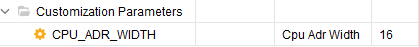 Customization Parameters
CPU_ADR_WIDTH Cpu Adr Width 16